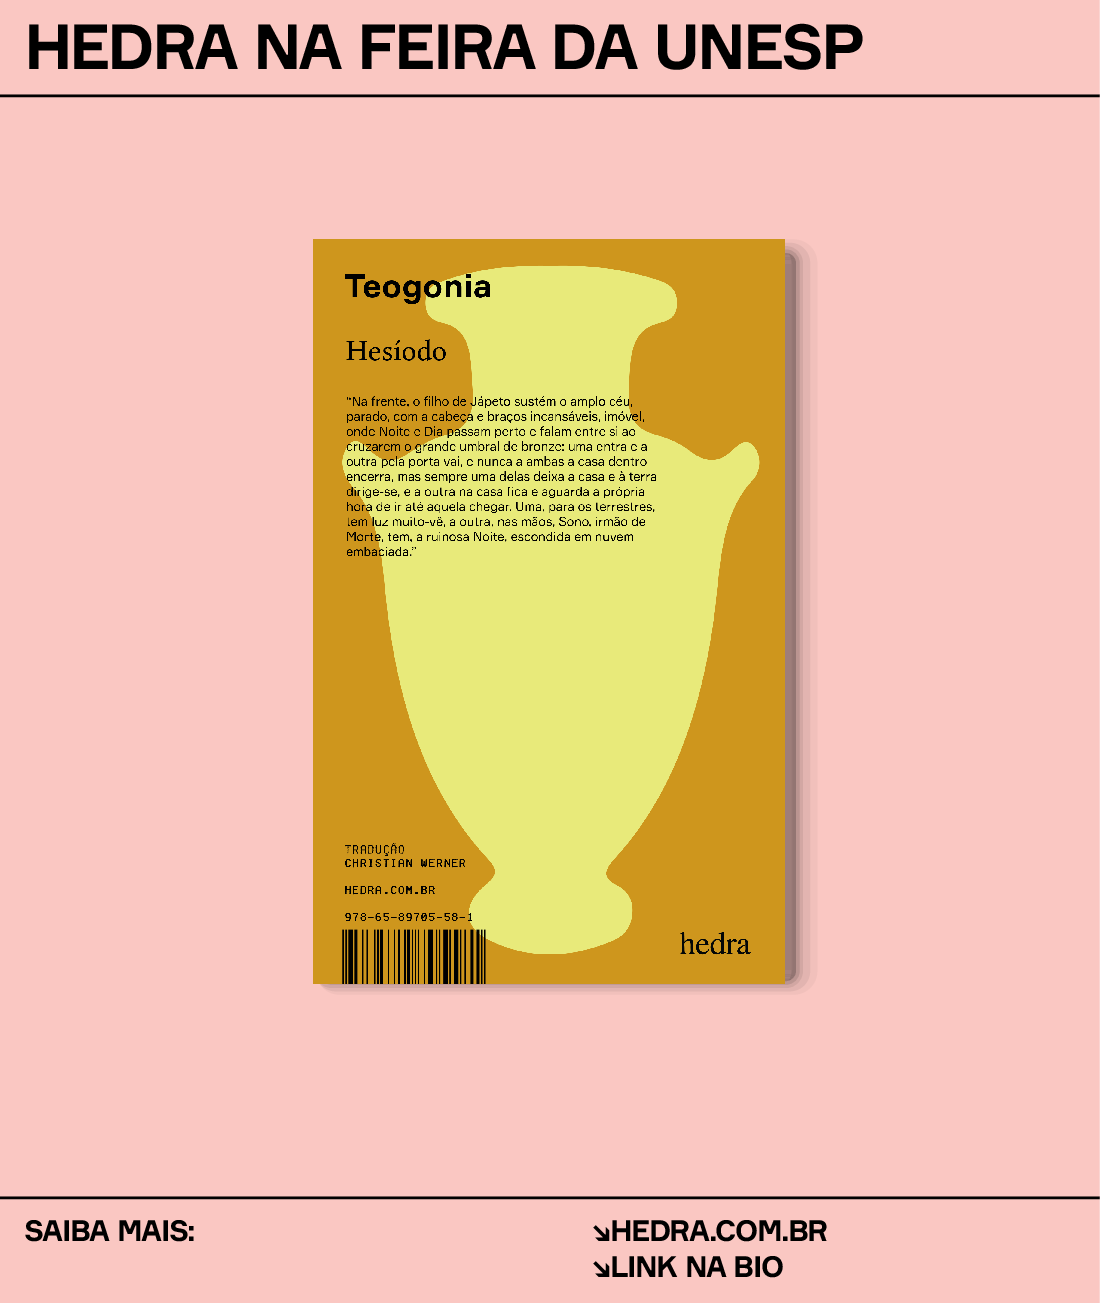 HEDRA NA FEIRA DA UNESP
Teogonia
Hesíodo
“Na frente, o filho de Jápeto sustém o amplo céu,
parado, com a cabeça e braços incansáveis, imóvel,
onde Noite e Dia passam perto e falam entre si ao
cruzarem o grande umbral de bronze: uma entra e a
outra pela porta vai, e nunca a ambas a casa dentro
encerra, mas sempre uma delas deixa a casa e à terra
dirige-se, e a outra na casa fica e aguarda a própria
hora de ir até aquela chegar. Uma, para os terrestres,
tem luz muito-vê, a outra, nas mãos, Sono, irmão de
Morte, tem, a ruinosa Noite, escondida em nuvem
embaciada.”
TRADUÇÃO
CHRISTIAN WERNER
HEDRA.COM.BR
978-65-89705-58-1
hedra
SAIBA MAIS:
↘HEDRA.COM.BR
↘LINK NA BIO